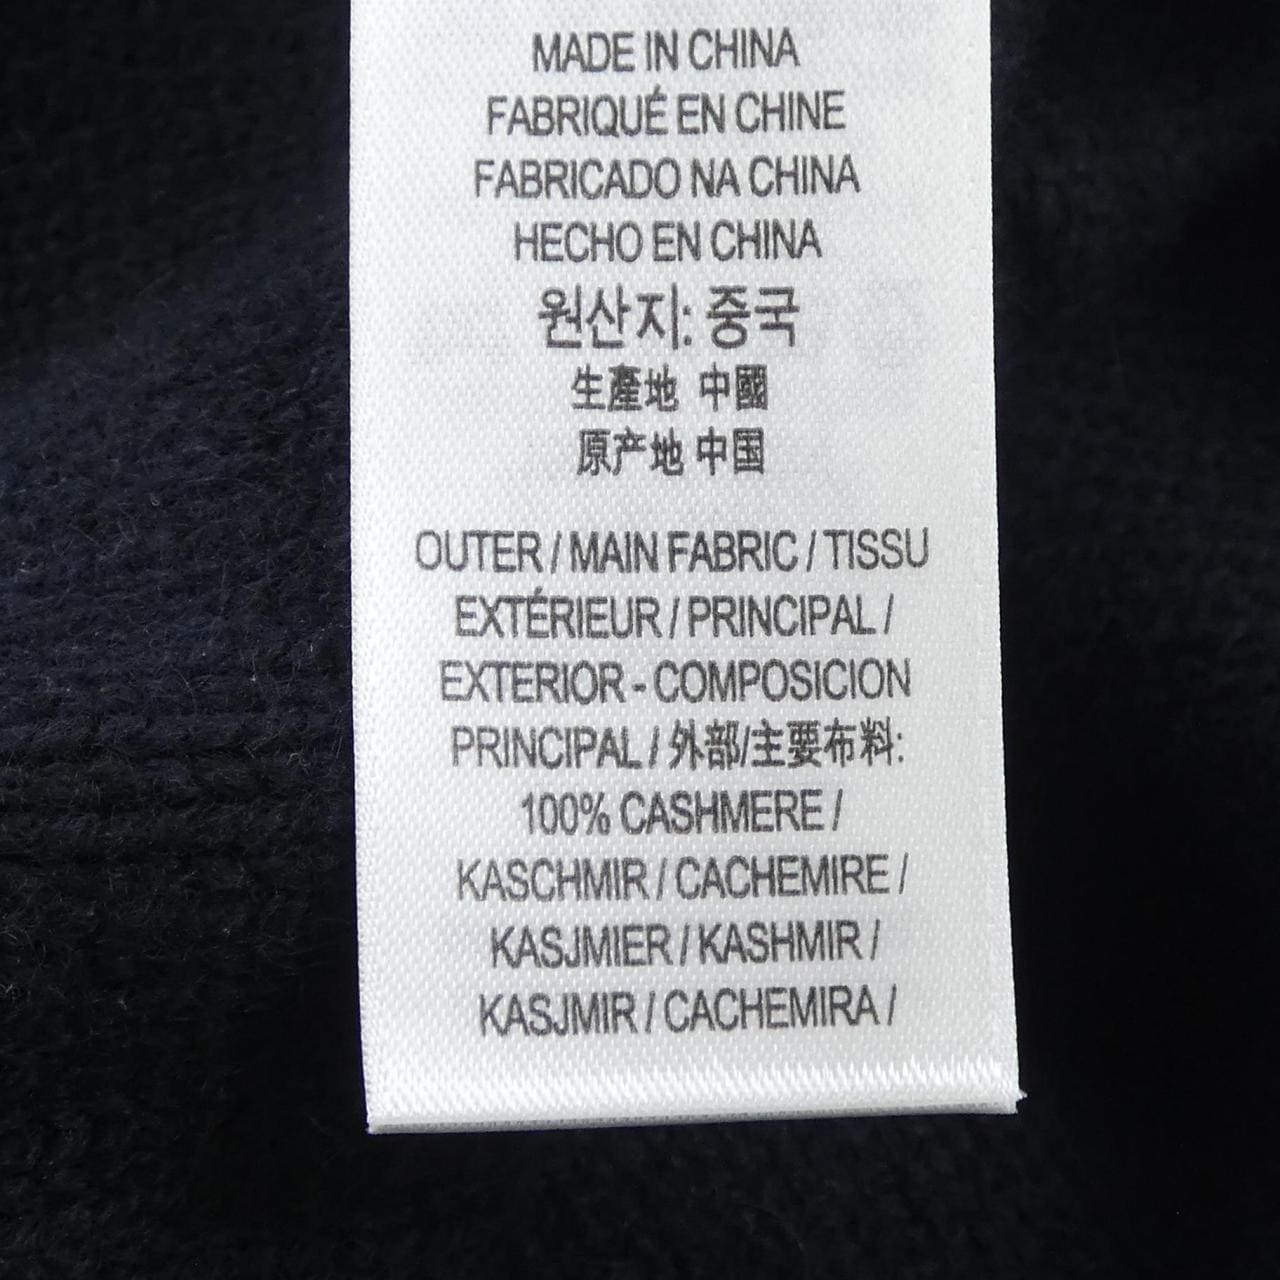 MADE IN CHINA
FABRIQUÉ EN CHINE
FABRICADO NA CHINA
HECHO EN CHINA
원산지: 중국
生產地 中國
原产地 中国
OUTER / MAIN FABRIC / TISSU
EXTÉRIEUR / PRINCIPAL /
EXTERIOR - COMPOSICION
PRINCIPAL / 外部/主要布料:
100% CASHMERE /
KASCHMIR / CACHEMIRE /
KASJMIER / KASHMIR /
KASJMIR / CACHEMIRA /